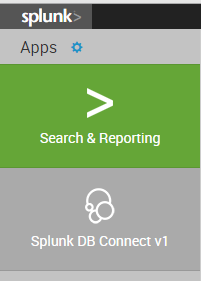 splunk>
Apps
>
Search & Reporting
Splunk DB Connect v1